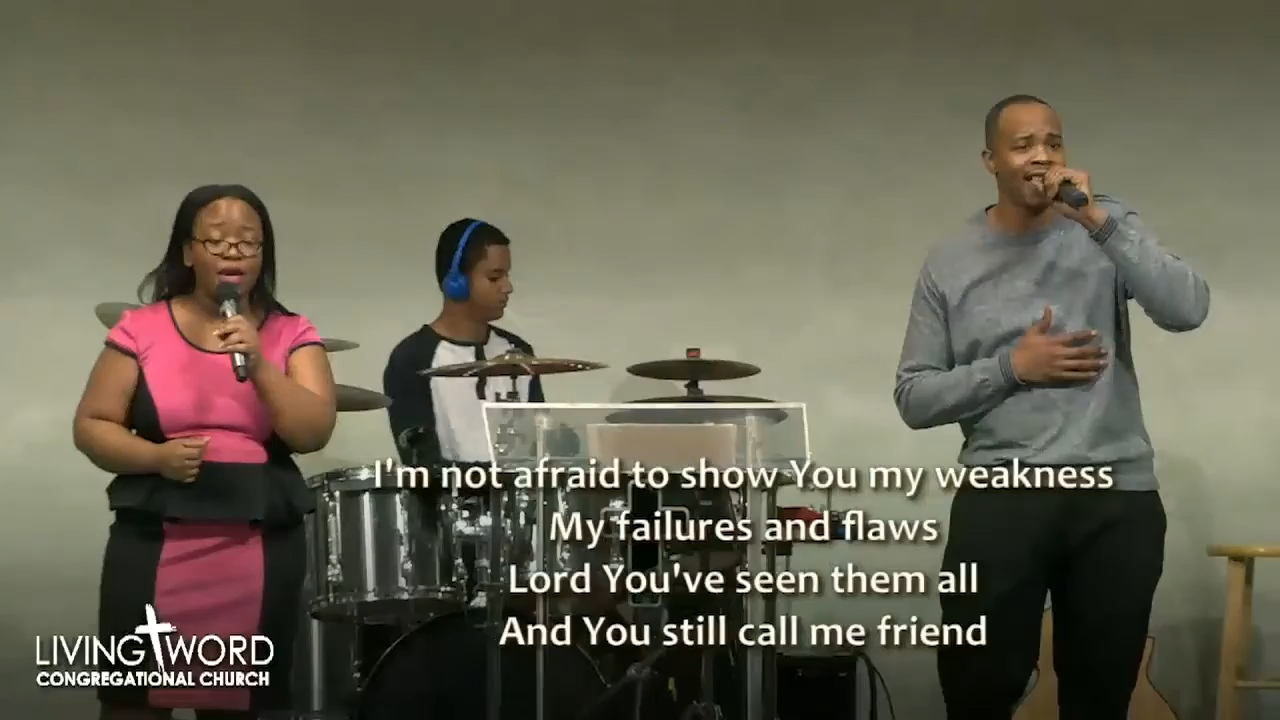 I'm not afraid to show You my weakness
My failures and flaws
Lord You've seen them all
And You still call me friend
LIVING WORD
CONGREGATIONAL CHURCH